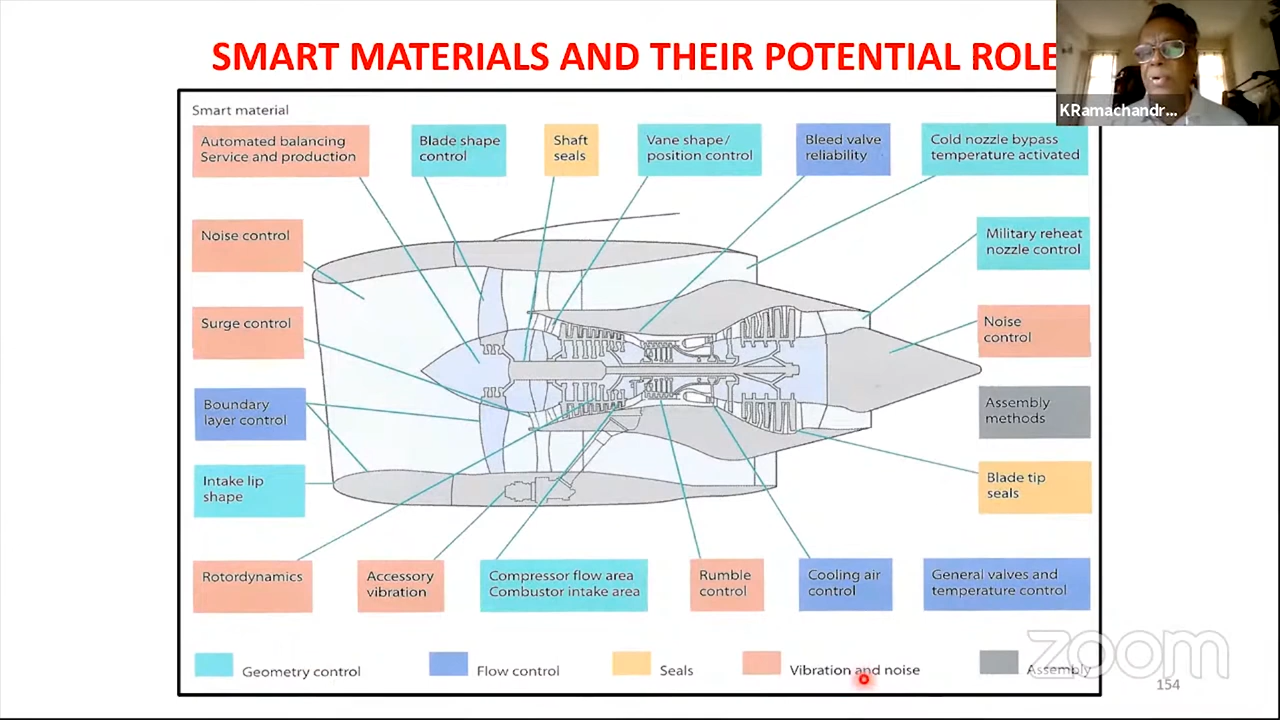 SMART MATERIALS AND THEIR POTENTIAL ROLE
KRamachandr...
Smart material
Automated balancing
Service and production
Blade shape
control
Shaft
seals
Vane shape/
position control
Bleed valve
reliability
Cold nozzle bypass
temperature activated
Noise control
Military reheat
nozzle control
Surge control
Noise
control
Boundary
layer control
Assembly
methods
Intake lip
shape
Blade tip
seals
Rotordynamics
Accessory
vibration
Compressor flow area
Combustor intake area
Rumble
control
Cooling air
control
General valves and
temperature control
Geometry control
Flow control
Seals
Vibration and noise
Assembly
zoom
154